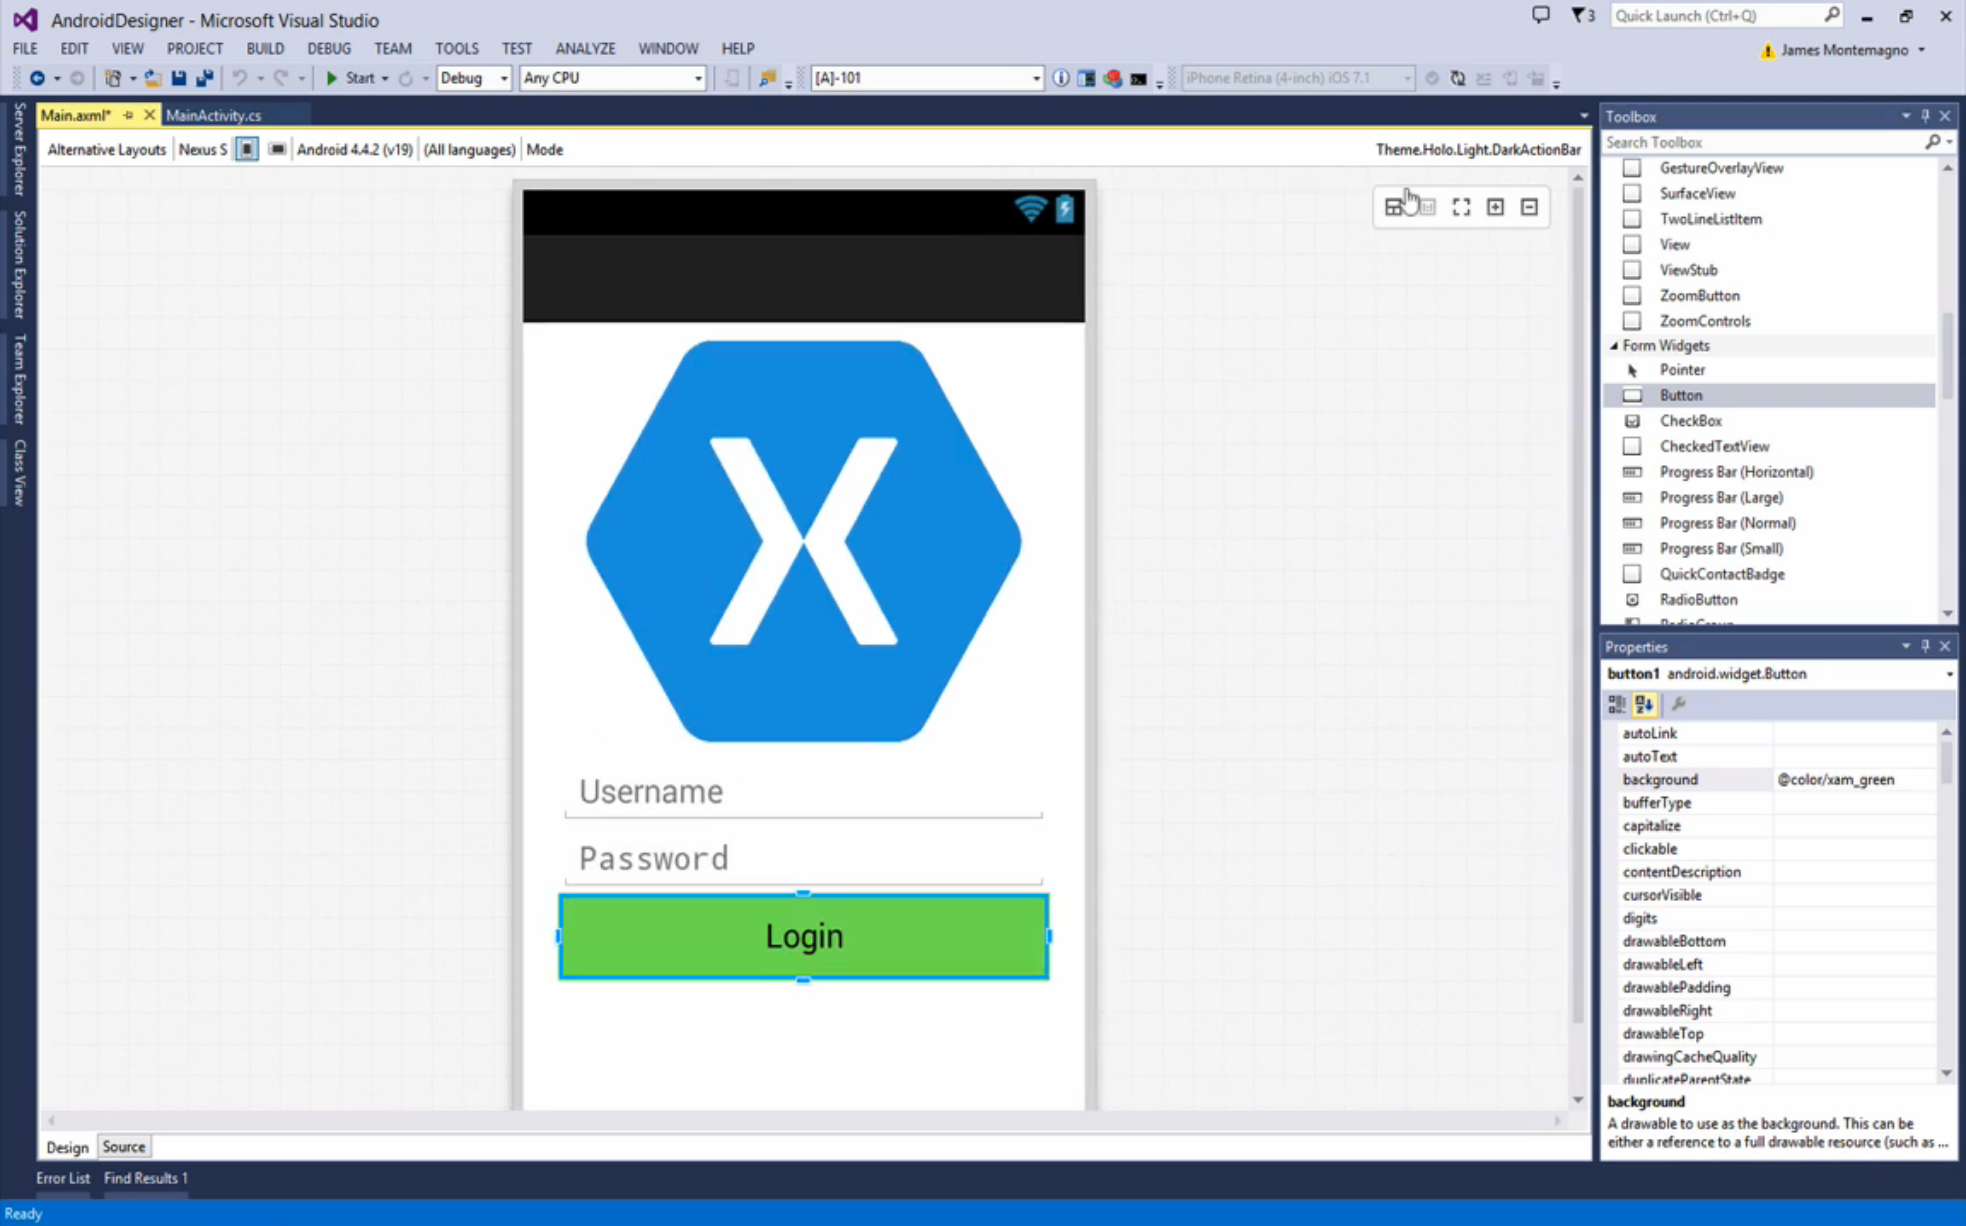 AndroidDesigner - Microsoft Visual Studio
3
Quick Launch (Ctrl+Q)
FILE EDIT VIEW PROJECT BUILD DEBUG TEAM TOOLS TEST ANALYZE WINDOW HELP
James Montemagno
Start Debug Any CPU [A]-101 iPhone Retina (4-inch) iOS 7.1
Server Explorer
Solution Explorer
Team Explorer
Class View
Main.axml* MainActivity.cs
Alternative Layouts Nexus S Android 4.4.2 (v19) (All languages) Mode
Theme.Holo.Light.DarkActionBar
Username
Password
Login
Design Source
Error List Find Results 1
Ready
Toolbox
Search Toolbox
GestureOverlayView
SurfaceView
TwoLineListItem
View
ViewStub
ZoomButton
ZoomControls
Form Widgets
Pointer
Button
CheckBox
CheckedTextView
Progress Bar (Horizontal)
Progress Bar (Large)
Progress Bar (Normal)
Progress Bar (Small)
QuickContactBadge
RadioButton
RadioGroup
Properties
button1 android.widget.Button
autoLink
autoText
background @color/xam_green
bufferType
capitalize
clickable
contentDescription
cursorVisible
digits
drawableBottom
drawableLeft
drawablePadding
drawableRight
drawableTop
drawingCacheQuality
duplicateParentState
background
A drawable to use as the background. This can be
either a reference to a full drawable resource (such as ...